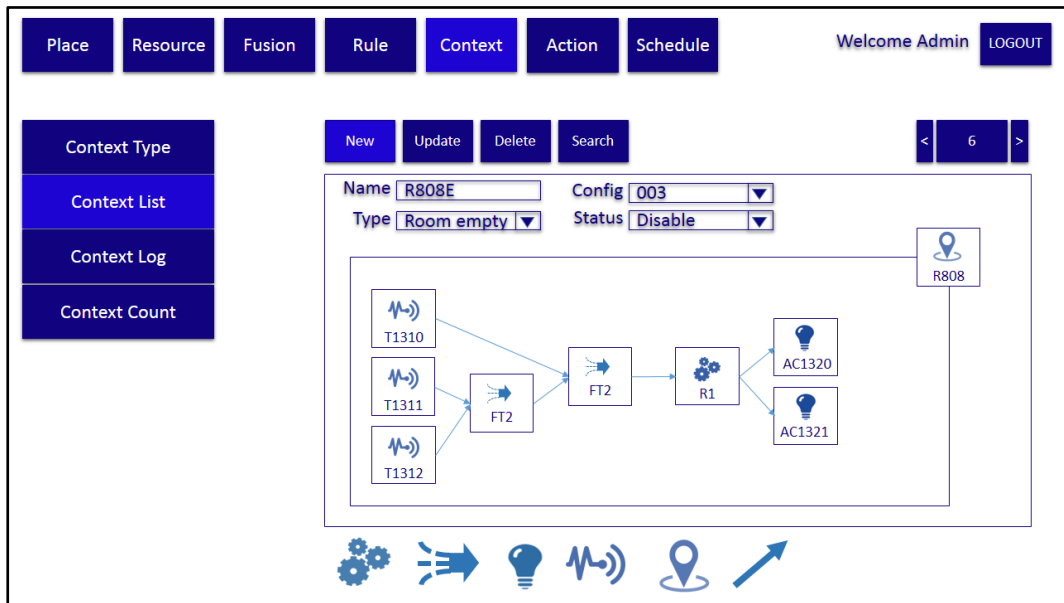 Place Resource Fusion Rule Context Action Schedule Welcome Admin LOGOUT
Context Type
Context List
Context Log
Context Count
New Update Delete Search < 6 >
Name R808E Config 003
Type Room empty Status Disable
R808
T1310
T1311
T1312
FT2
FT2
R1
AC1320
AC1321